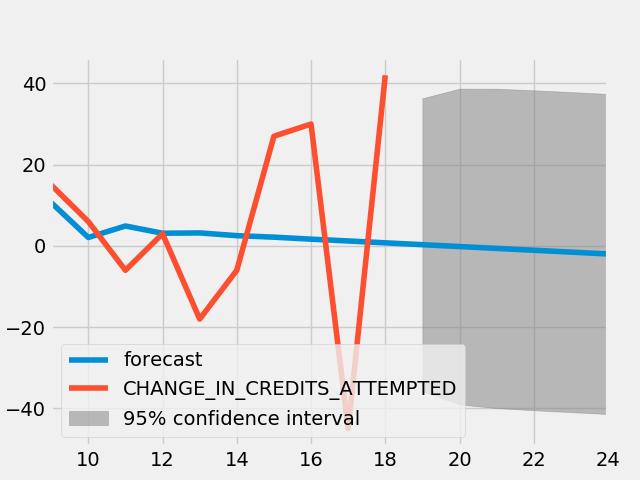 40
20
0
−20
−40
forecast
CHANGE_IN_CREDITS_ATTEMPTED
95% confidence interval
10 12 14 16 18 20 22 24